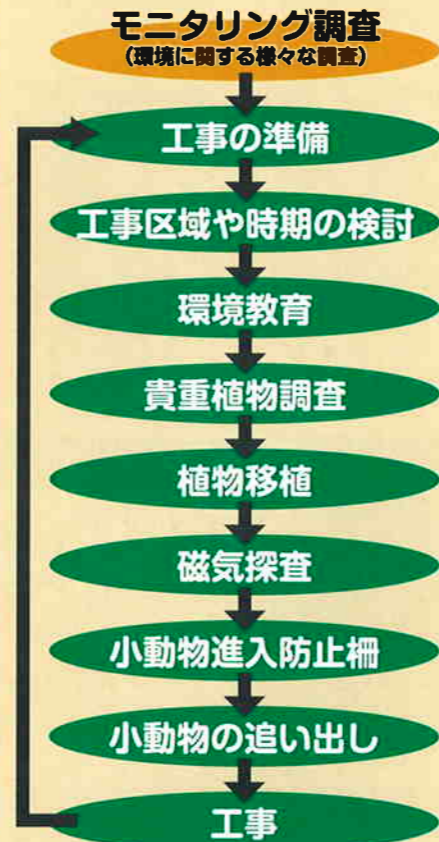 モニタリング調査
(環境に関する様々な調査)
工事の準備
工事区域や時期の検討
環境教育
貴重植物調査
植物移植
磁気探査
小動物進入防止柵
小動物の追い出し
工事